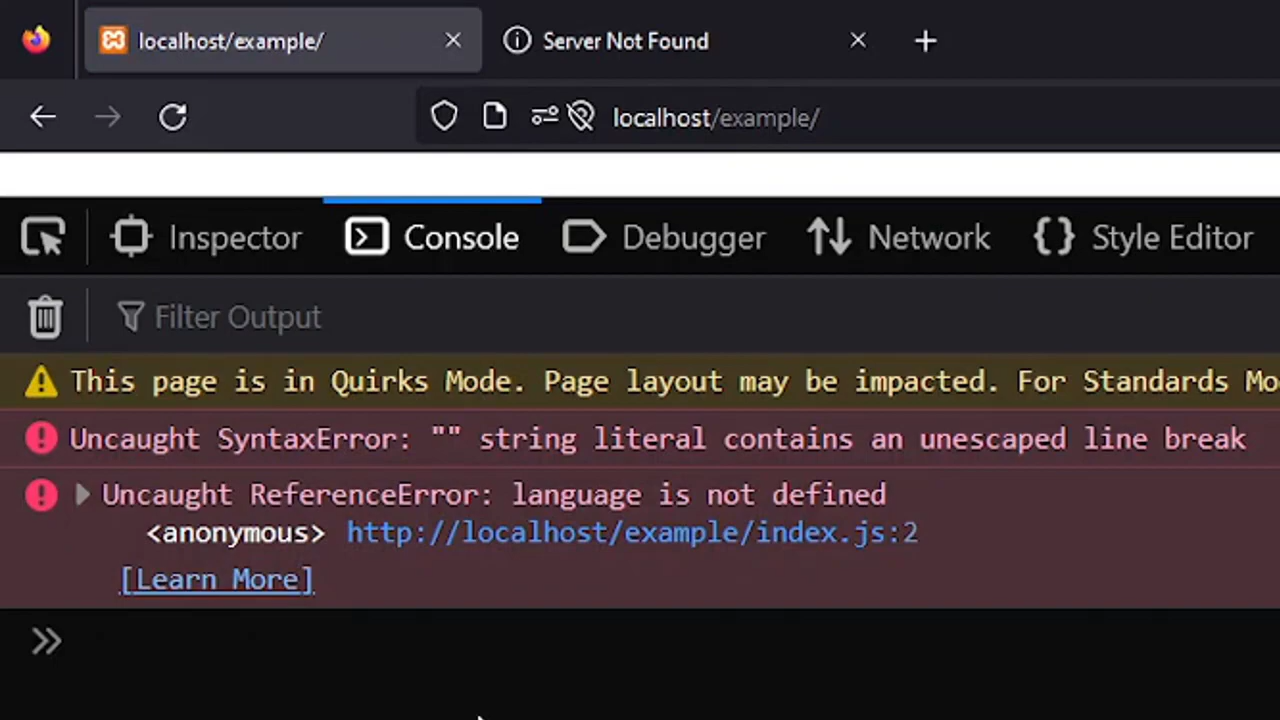 localhost/example/ Server Not Found
localhost/example/
Inspector Console Debugger Network Style Editor
Filter Output
This page is in Quirks Mode. Page layout may be impacted. For Standards Mo
Uncaught SyntaxError: "" string literal contains an unescaped line break
Uncaught ReferenceError: language is not defined
<anonymous> http://localhost/example/index.js:2
[Learn More]